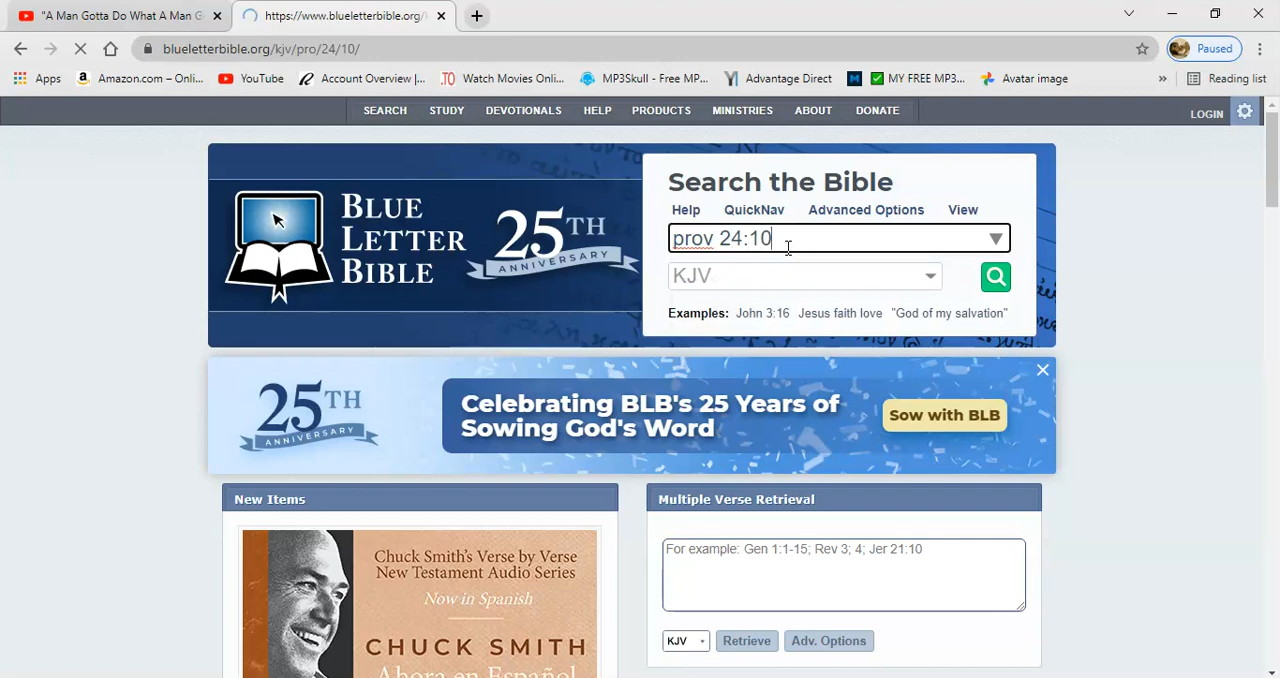 "A Man Gotta Do What A Man G
https://www.blueletterbible.org/
blueletterbible.org/kjv/pro/24/10/
Paused
Apps
Amazon.com – Onli...
YouTube
Account Overview |...
Watch Movies Onli...
MP3Skull - Free MP...
Advantage Direct
MY FREE MP3...
Avatar image
»
Reading list
SEARCH STUDY DEVOTIONALS HELP PRODUCTS MINISTRIES ABOUT DONATE
LOGIN
BLUE
LETTER
BIBLE
25TH
ANNIVERSARY
Search the Bible
Help QuickNav Advanced Options View
prov 24:10
KJV
Examples: John 3:16 Jesus faith love "God of my salvation"
25TH
ANNIVERSARY
Celebrating BLB's 25 Years of
Sowing God's Word
Sow with BLB
New Items
Chuck Smith's Verse by Verse
New Testament Audio Series
Now in Spanish
CHUCK SMITH
Ahora en Español
Multiple Verse Retrieval
For example: Gen 1:1-15; Rev 3; 4; Jer 21:10
KJV Retrieve Adv. Options